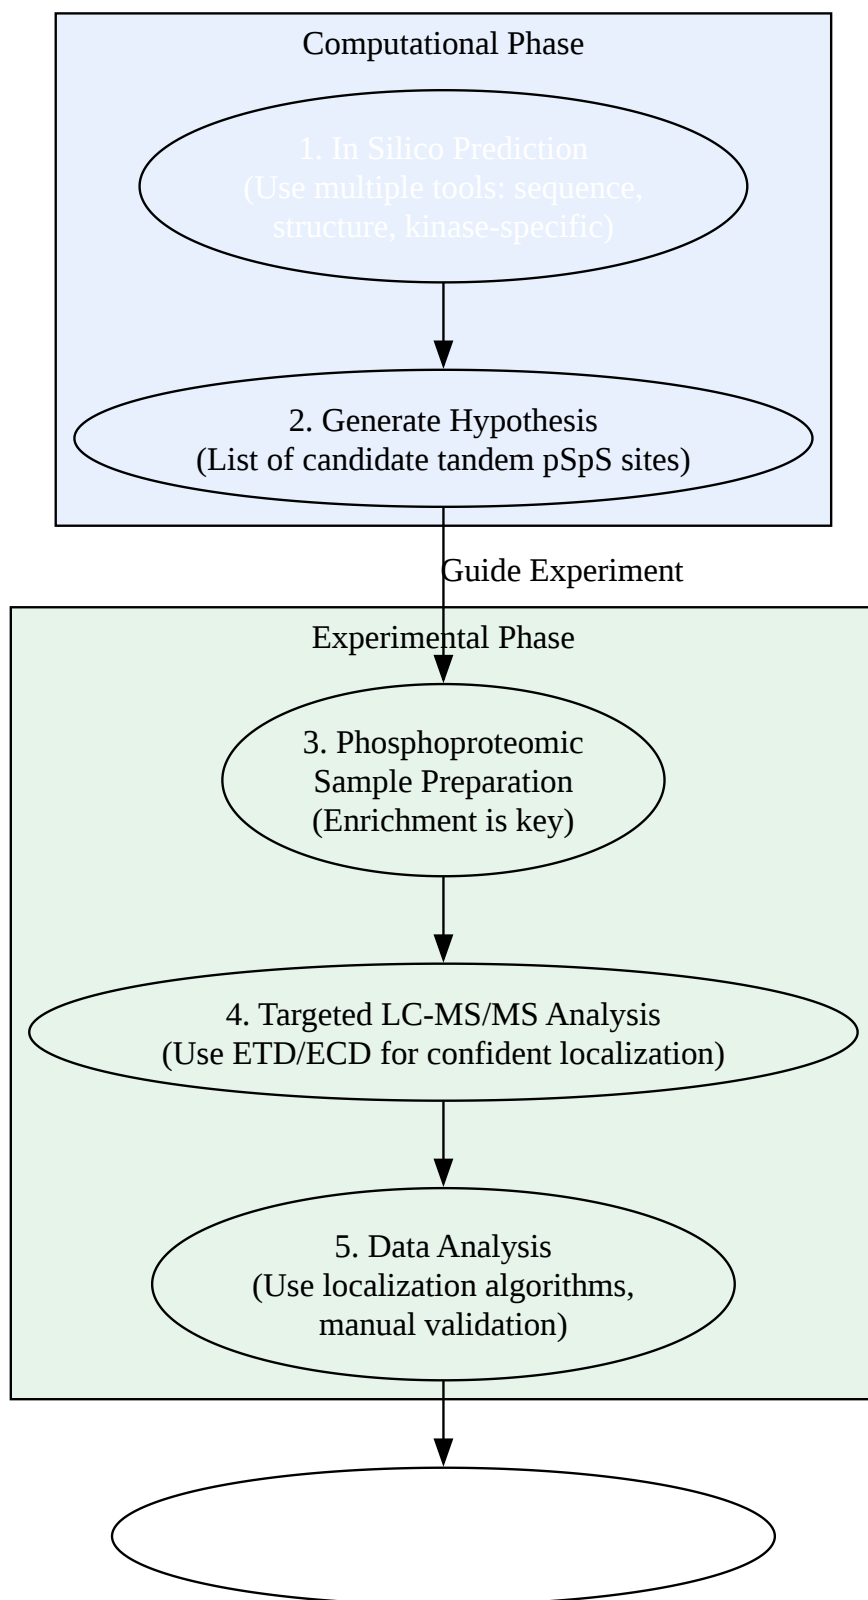 Computational Phase
1. In Silico Prediction
(Use multiple tools: sequence,
structure, kinase-specific)
2. Generate Hypothesis
(List of candidate tandem pSpS sites)
Guide Experiment
Experimental Phase
3. Phosphoproteomic
Sample Preparation
(Enrichment is key)
4. Targeted LC-MS/MS Analysis
(Use ETD/ECD for confident localization)
5. Data Analysis
(Use localization algorithms,
manual validation)